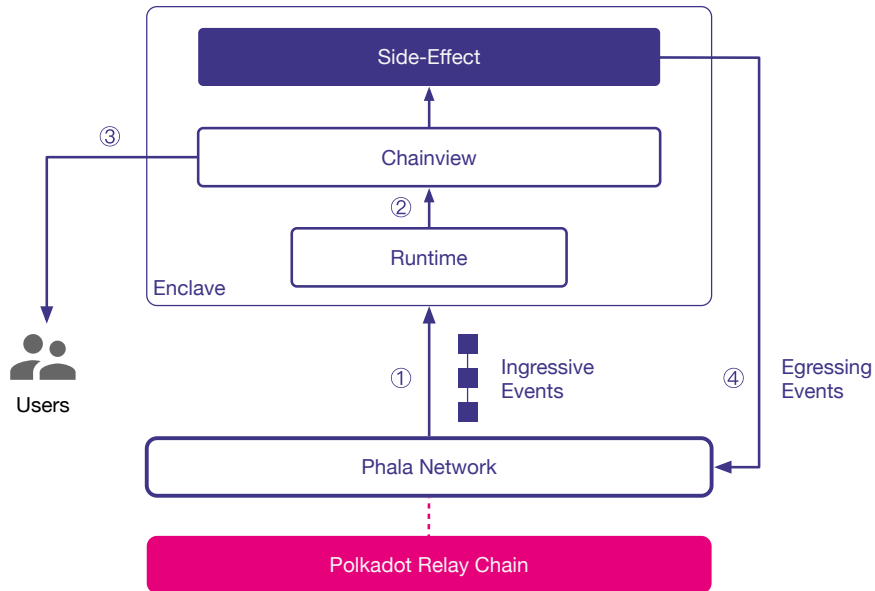 Side-Effect
③
Chainview
②
Runtime
Enclave
Users
①
Ingressive
Events
④
Egressing
Events
Phala Network
Polkadot Relay Chain